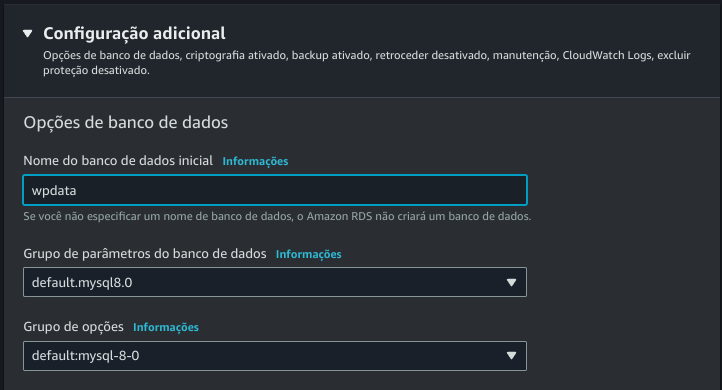 Configuração adicional
Opções de banco de dados, criptografia ativado, backup ativado, retroceder desativado, manutenção, CloudWatch Logs, excluir
proteção desativado.
Opções de banco de dados
Nome do banco de dados inicial Informações
wpdata
Se você não especificar um nome de banco de dados, o Amazon RDS não criará um banco de dados.
Grupo de parâmetros do banco de dados Informações
default.mysql8.0
Grupo de opções Informações
default:mysql-8-0